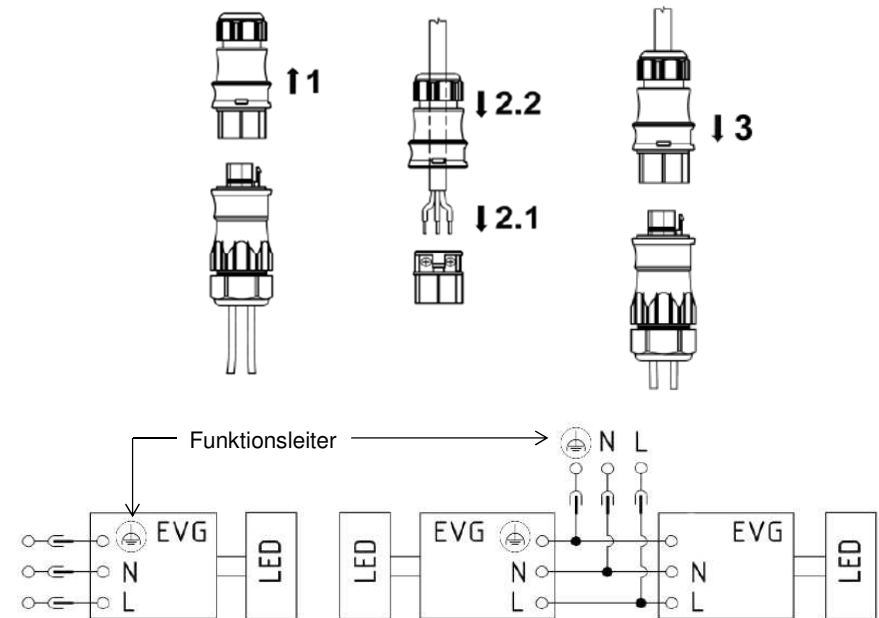 1
2.2
2.1
3
Funktionsleiter
N L
EVG
N
L
LED
LED
EVG
N
L
EVG
N
L
LED